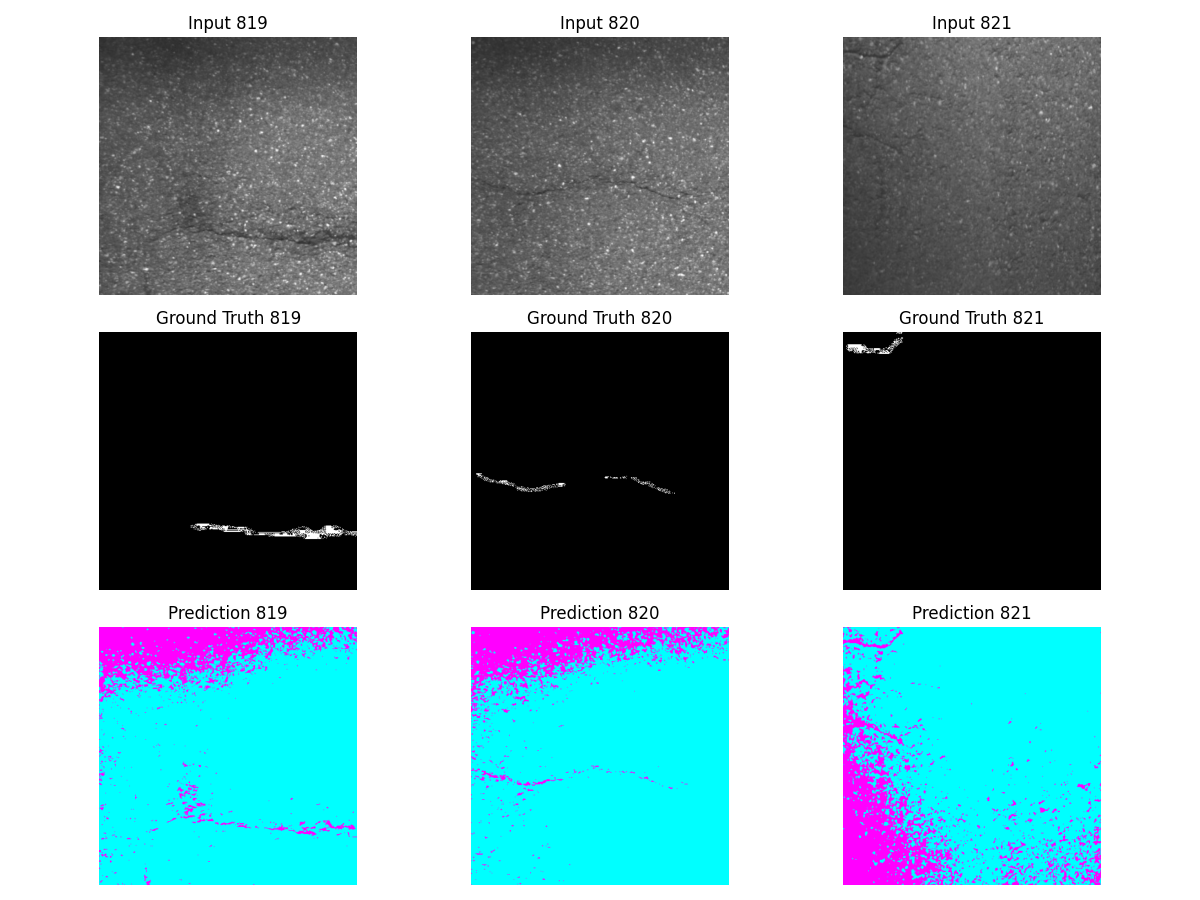 Input 819
Input 820
Input 821
Ground Truth 819
Ground Truth 820
Ground Truth 821
Prediction 819
Prediction 820
Prediction 821